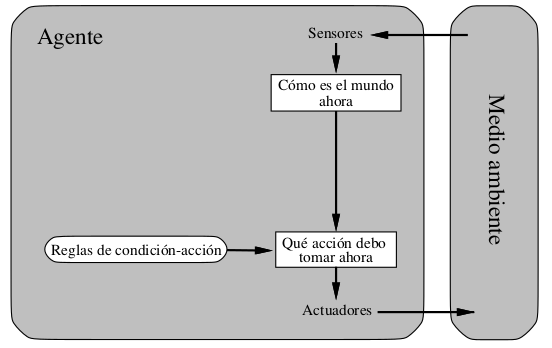 Agente
Sensores
Cómo es el mundo
ahora
Medio ambiente
Reglas de condición-acción
Qué acción debo
tomar ahora
Actuadores